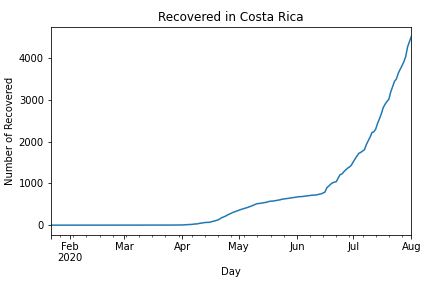 Recovered in Costa Rica
Number of Recovered
4000
3000
2000
1000
0
Feb
2020
Mar
Apr
May
Jun
Jul
Aug
Day